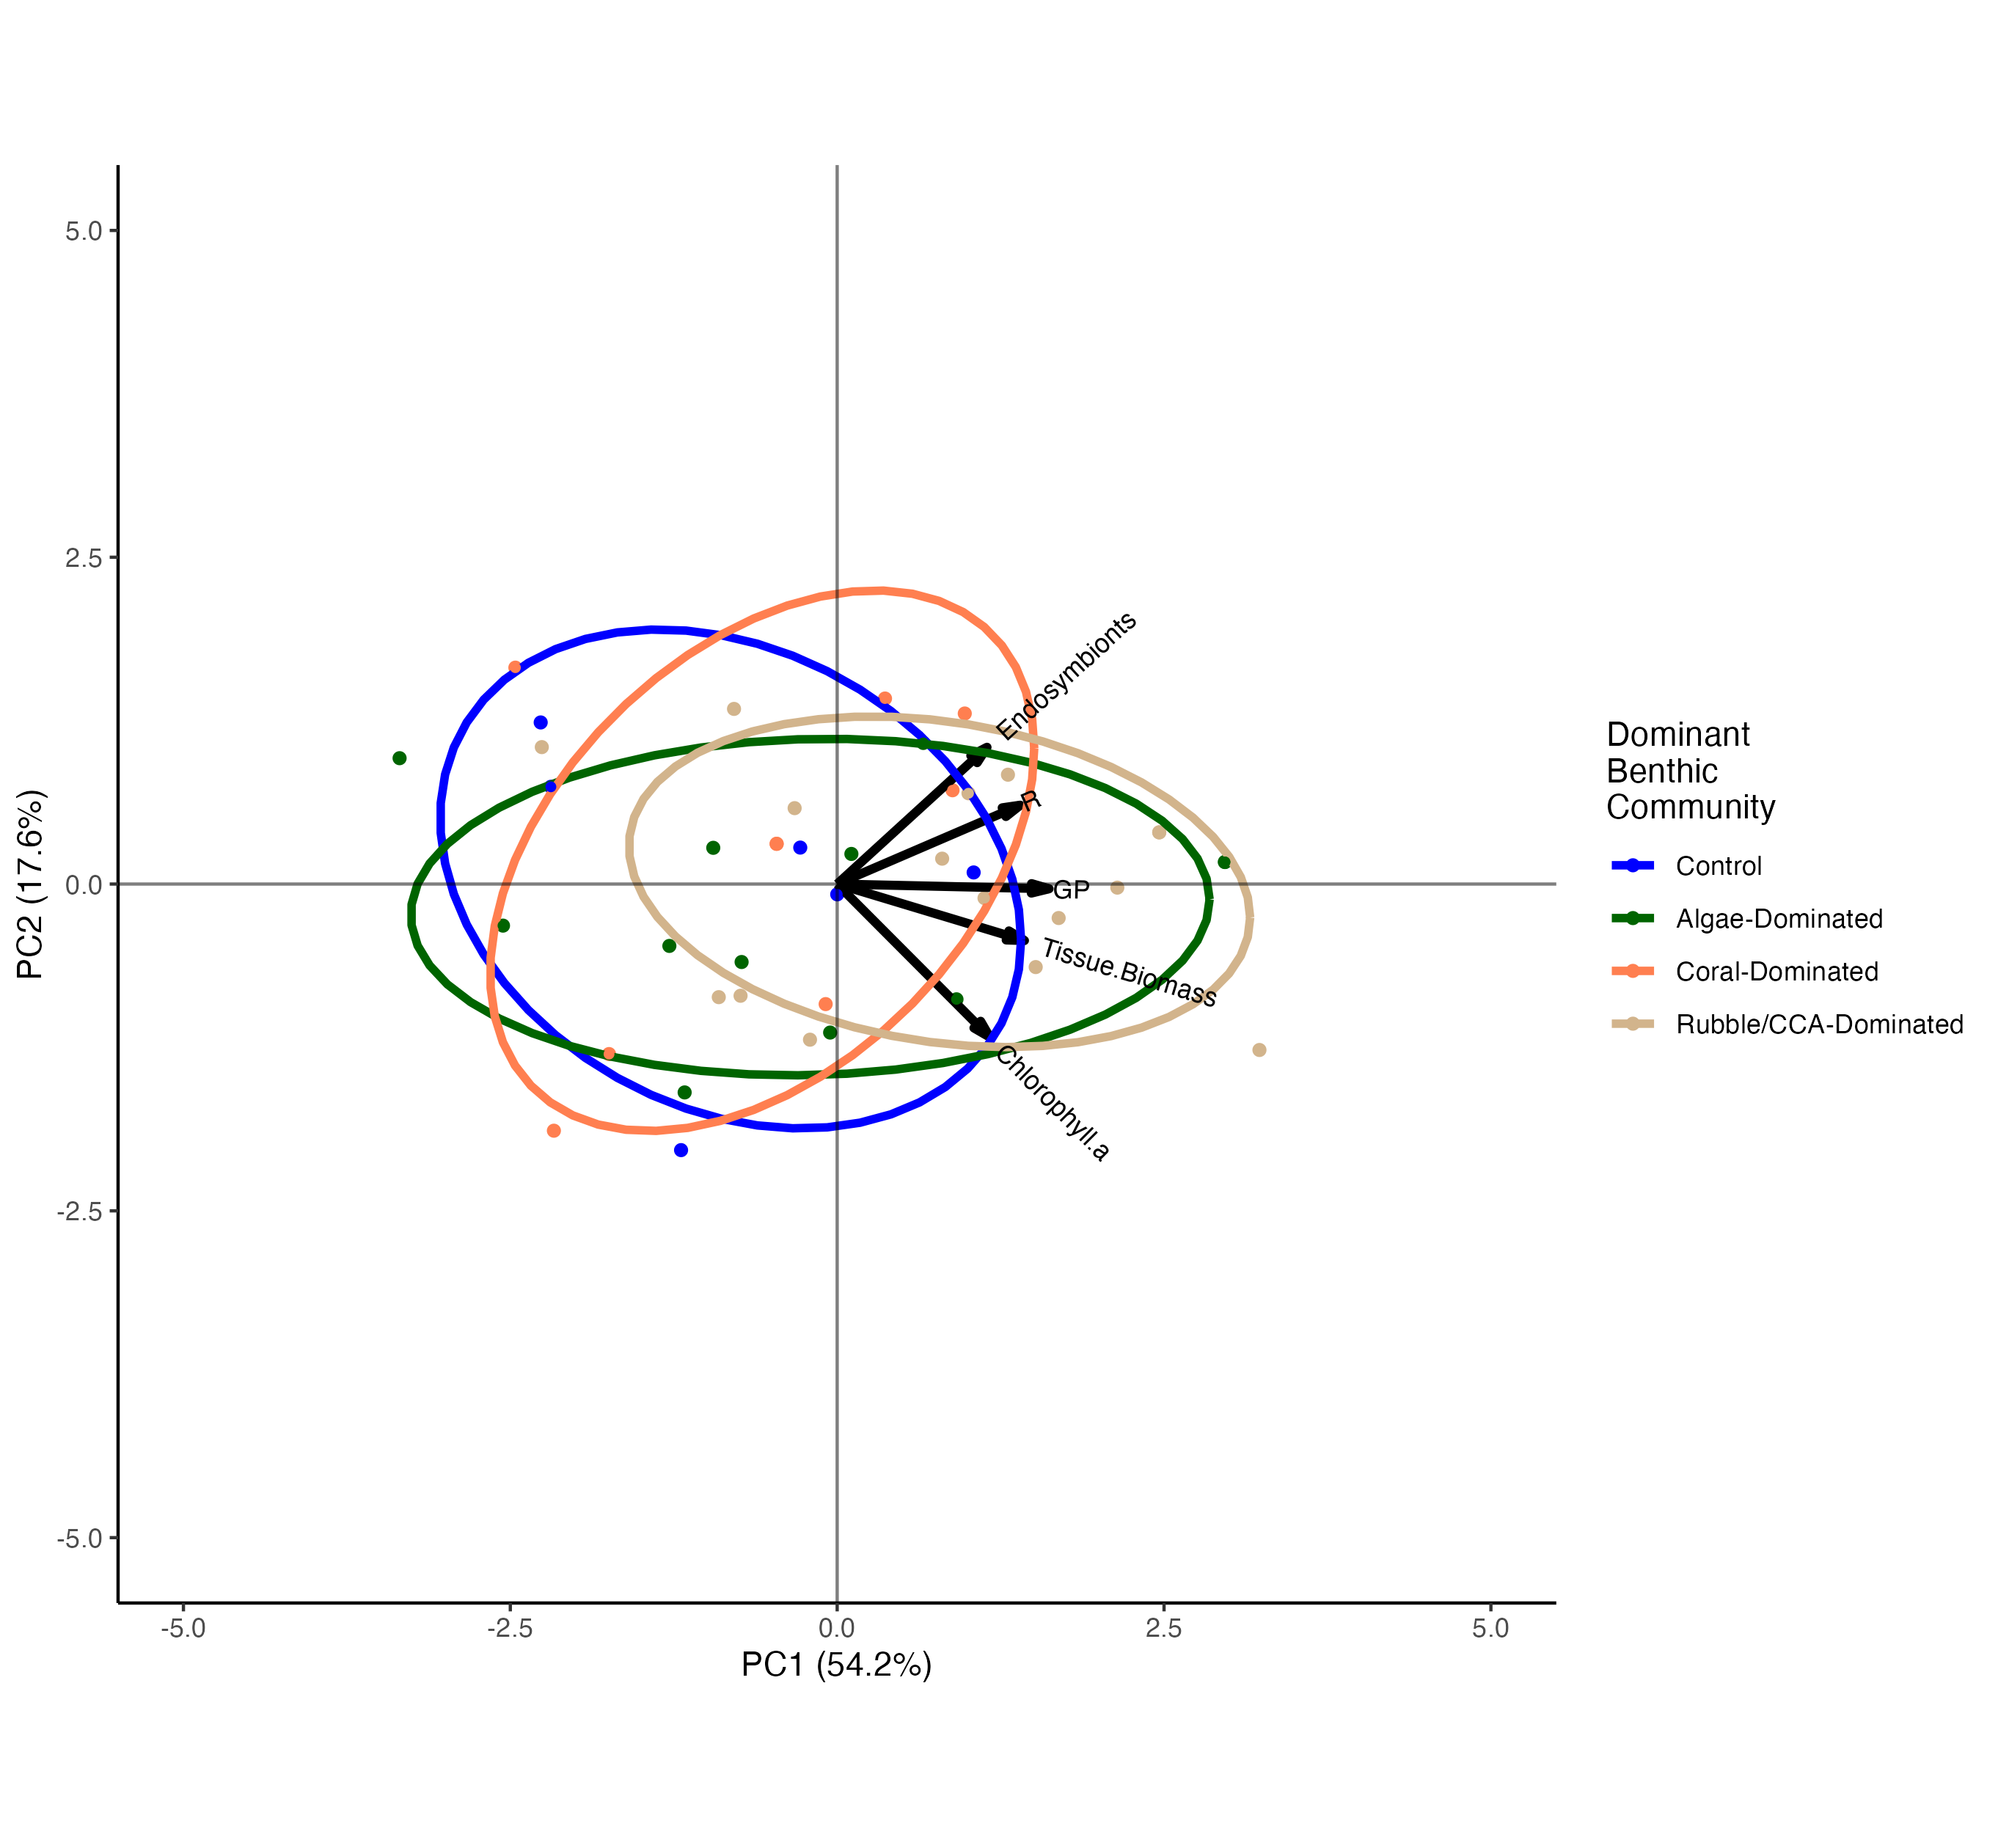 5.0
2.5
0.0
-2.5
-5.0
PC2 (17.6%)
Endosymbionts
R
GP
Tissue.Biomass
Chlorophyll.a
-5.0
-2.5
0.0
2.5
5.0
PC1 (54.2%)
Dominant
Benthic
Community
Control
Algae-Dominated
Coral-Dominated
Rubble/CCA-Dominated